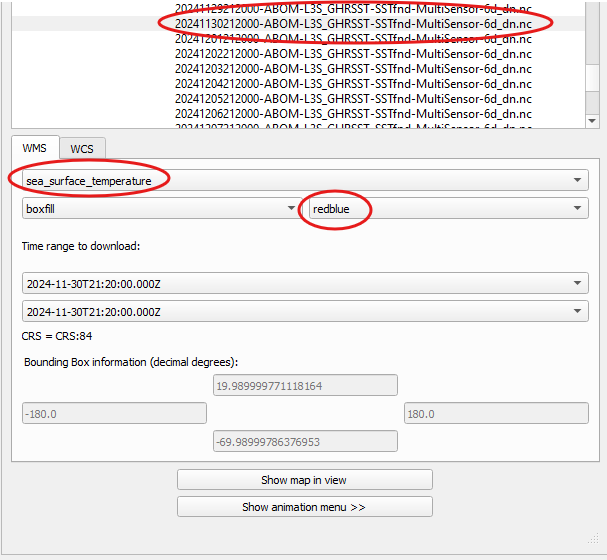 20241129212000-ABOM-L3S_GHRSST-SSTfnd-MultiSensor-6d_dn.nc
20241130212000-ABOM-L3S_GHRSST-SSTfnd-MultiSensor-6d_dn.nc
20241201212000-ABOM-L3S_GHRSST-SSTfnd-MultiSensor-6d_dn.nc
20241202212000-ABOM-L3S_GHRSST-SSTfnd-MultiSensor-6d_dn.nc
20241203212000-ABOM-L3S_GHRSST-SSTfnd-MultiSensor-6d_dn.nc
20241204212000-ABOM-L3S_GHRSST-SSTfnd-MultiSensor-6d_dn.nc
20241205212000-ABOM-L3S_GHRSST-SSTfnd-MultiSensor-6d_dn.nc
20241206212000-ABOM-L3S_GHRSST-SSTfnd-MultiSensor-6d_dn.nc
20241207212000-ABOM-L3S_GHRSST-SSTfnd-MultiSensor-6d_dn.nc
WMS WCS
sea_surface_temperature
boxfill redblue
Time range to download:
2024-11-30T21:20:00.000Z
2024-11-30T21:20:00.000Z
CRS = CRS:84
Bounding Box information (decimal degrees):
19.989999771118164
-180.0 180.0
-69.98999786376953
Show map in view
Show animation menu >>